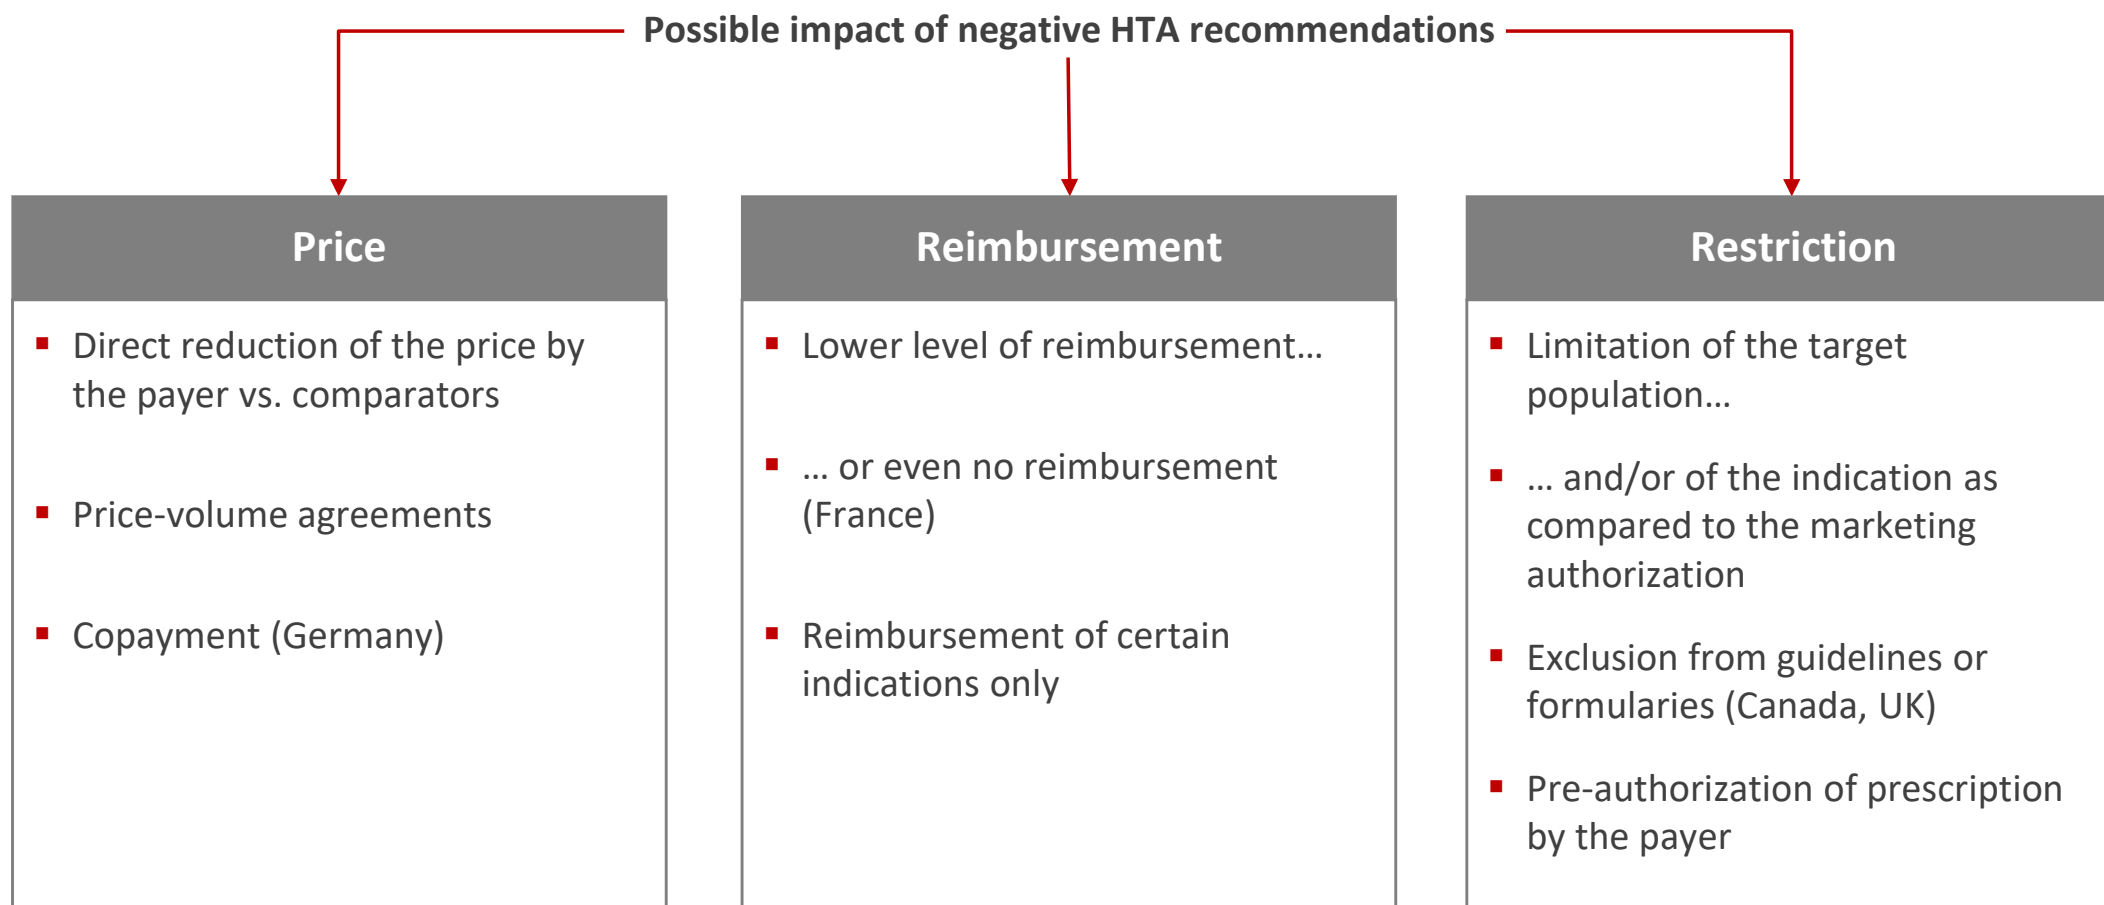 Possible impact of negative HTA recommendations
Price
▪ Direct reduction of the price by
the payer vs. comparators
▪ Price-volume agreements
▪ Copayment (Germany)
Reimbursement
▪ Lower level of reimbursement…
▪ … or even no reimbursement
(France)
▪ Reimbursement of certain
indications only
Restriction
▪ Limitation of the target
population…
▪ … and/or of the indication as
compared to the marketing
authorization
▪ Exclusion from guidelines or
formularies (Canada, UK)
▪ Pre-authorization of prescription
by the payer